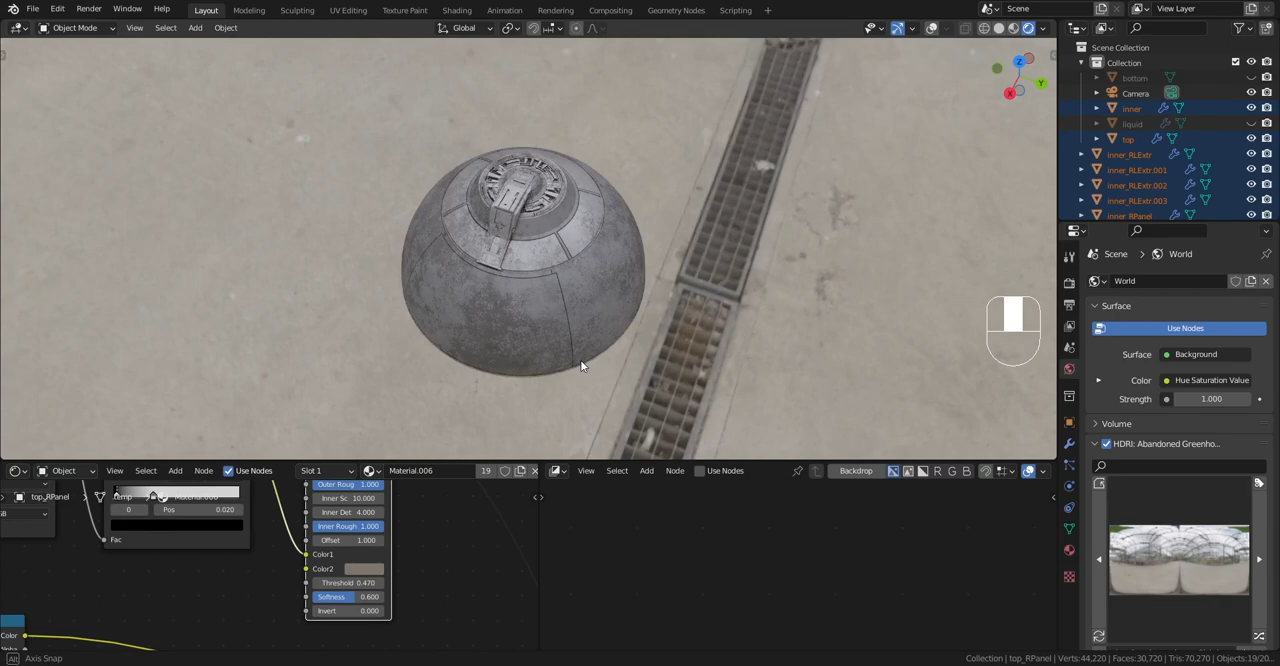 File Edit Render Window Help Layout Modeling Sculpting UV Editing Texture Paint Shading Animation Rendering Compositing Geometry Nodes Scripting + Scene View Layer
Object Mode View Select Add Object Global
Scene Collection
Collection
bottom
Camera
inner
liquid
top
inner_RLExtr
inner_RLExtr.001
inner_RLExtr.002
inner_RLExtr.003
inner_RPanel
Z
Y
X
Scene > World
World
Surface
Use Nodes
Surface Background
Color Hue Saturation Value
Strength 1.000
Volume
HDRI: Abandoned Greenho...
Object View Select Add Node Use Nodes Slot 1 Material.006 19
View Select Add Node Use Nodes Backdrop R G B
top_RPanel
0 Pos 0.020
Fac
Color
Outer Roug 1.000
Inner Sc 10.000
Inner Det 4.000
Inner Rough 1.000
Offset 1.000
Color1
Color2
Threshold 0.470
Softness 0.600
Invert 0.000
Alt Axis Snap
Collection | top_RPanel | Verts:44,220 | Faces:30,720 | Tris:70,270 | Objects:19/20...